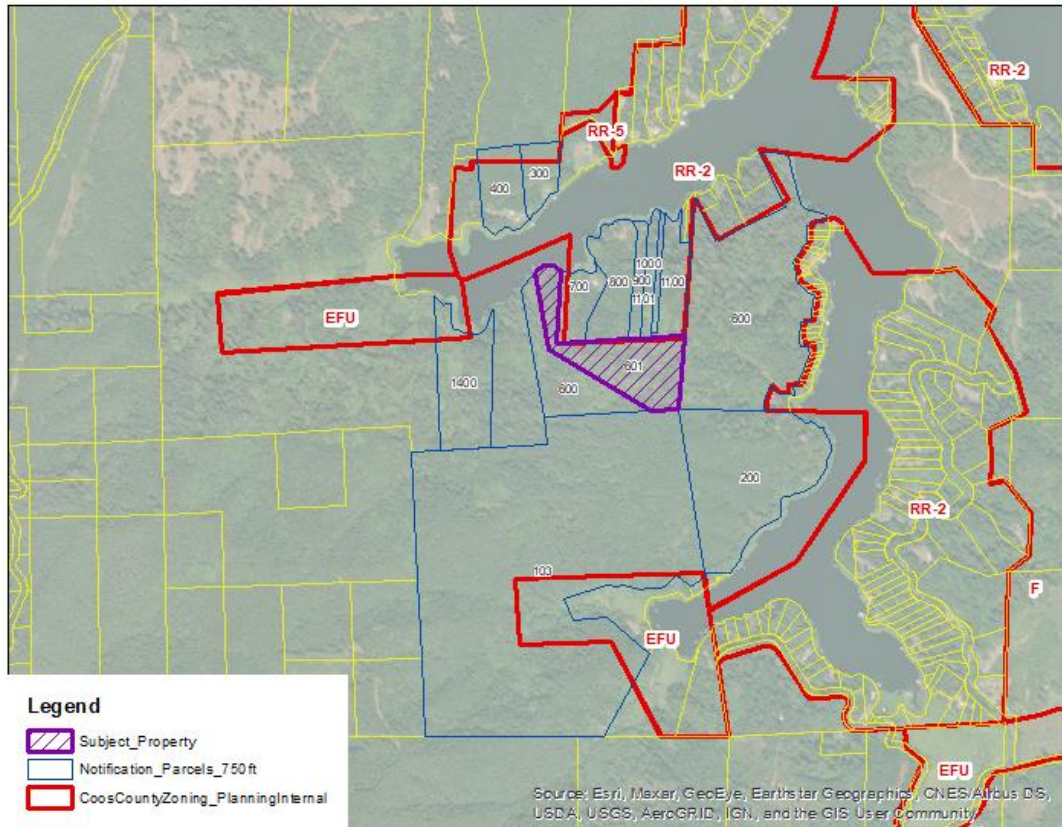 RR-2
RR-5
RR-2
400
300
1000
700
800
900
1100
1101
600
EFU
601
1400
600
200
RR-2
103
F
EFU
EFU
Legend
Subject_Property
Notification_Parcels_750ft
CoosCountyZoning_PlanningInternal
Source: Esri, Maxar, GeoEye, Earthstar Geographics, CNES/Airbus DS,
USDA, USGS, AeroGRID, IGN, and the GIS User Community